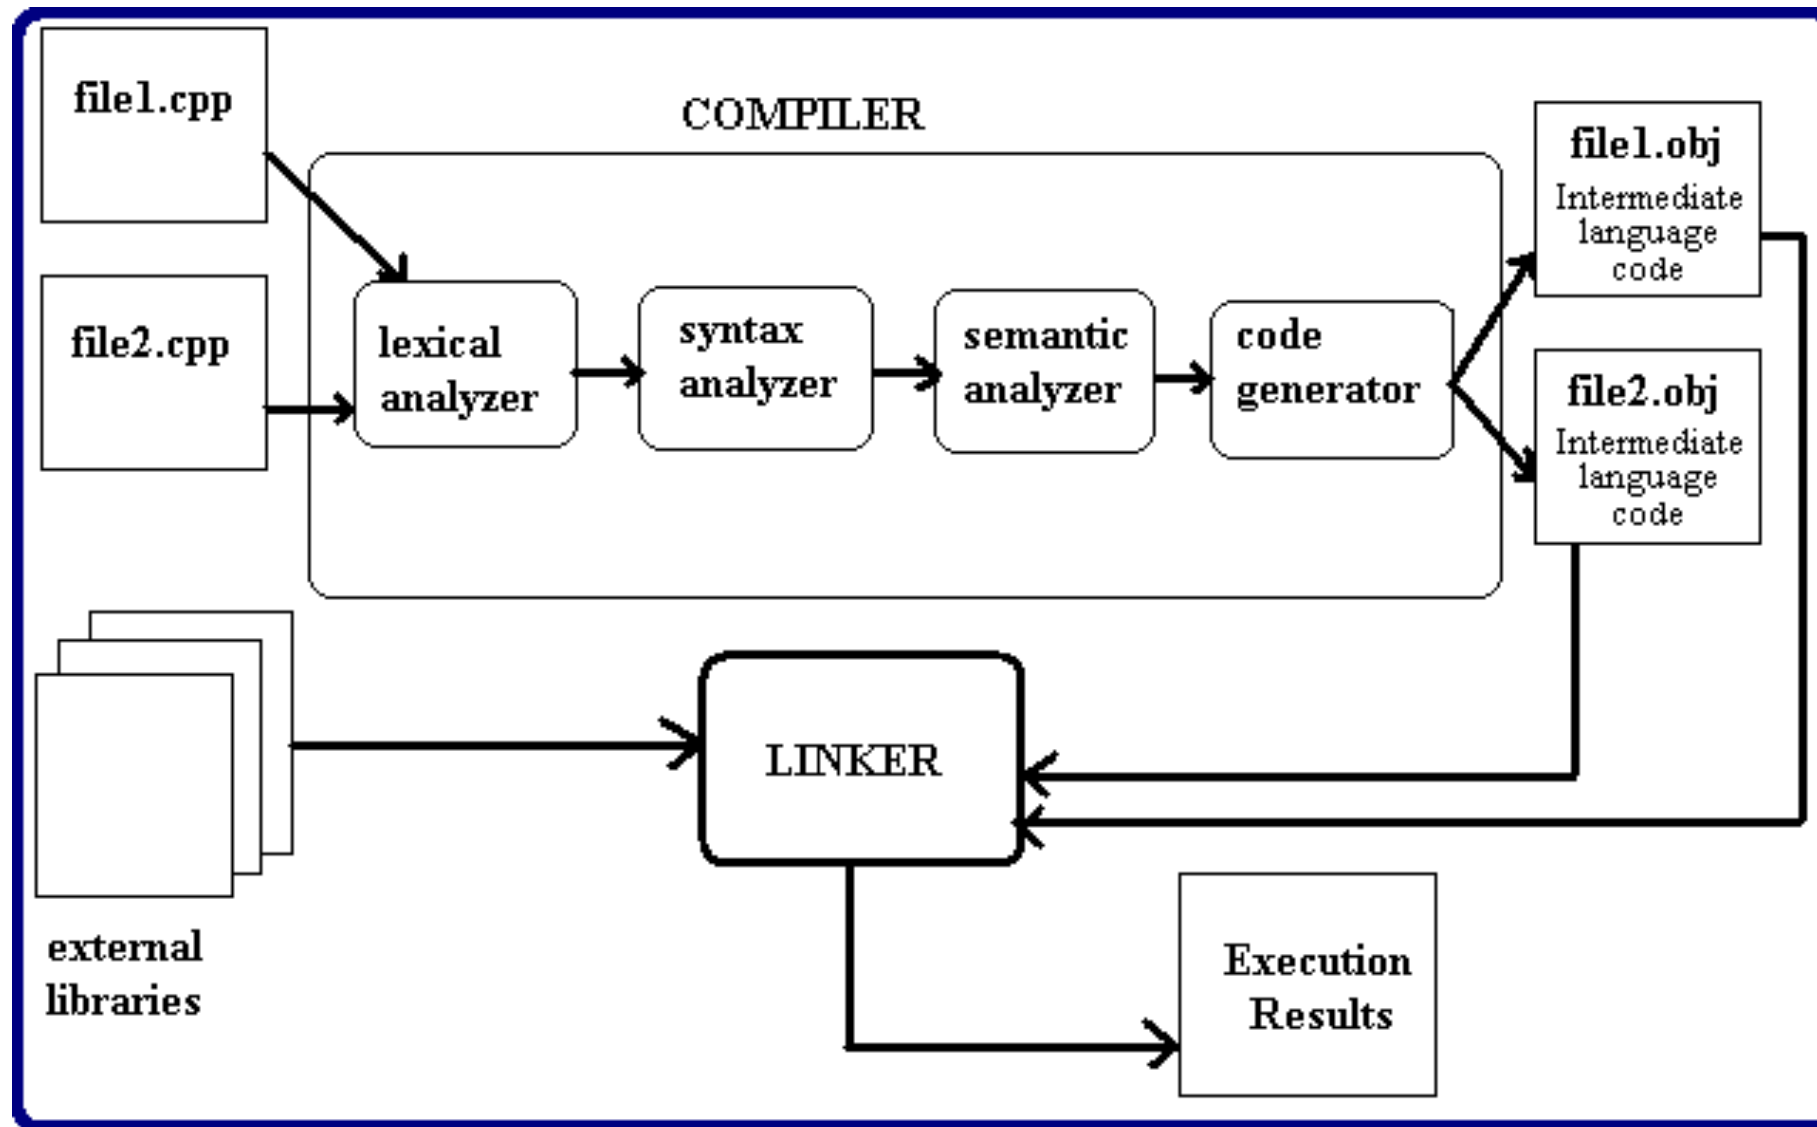 file1.cpp
COMPILER
file1.obj
Intermediate
language
code
file2.cpp
lexical
analyzer
syntax
analyzer
semantic
analyzer
code
generator
file2.obj
Intermediate
language
code
LINKER
external
libraries
Execution
Results